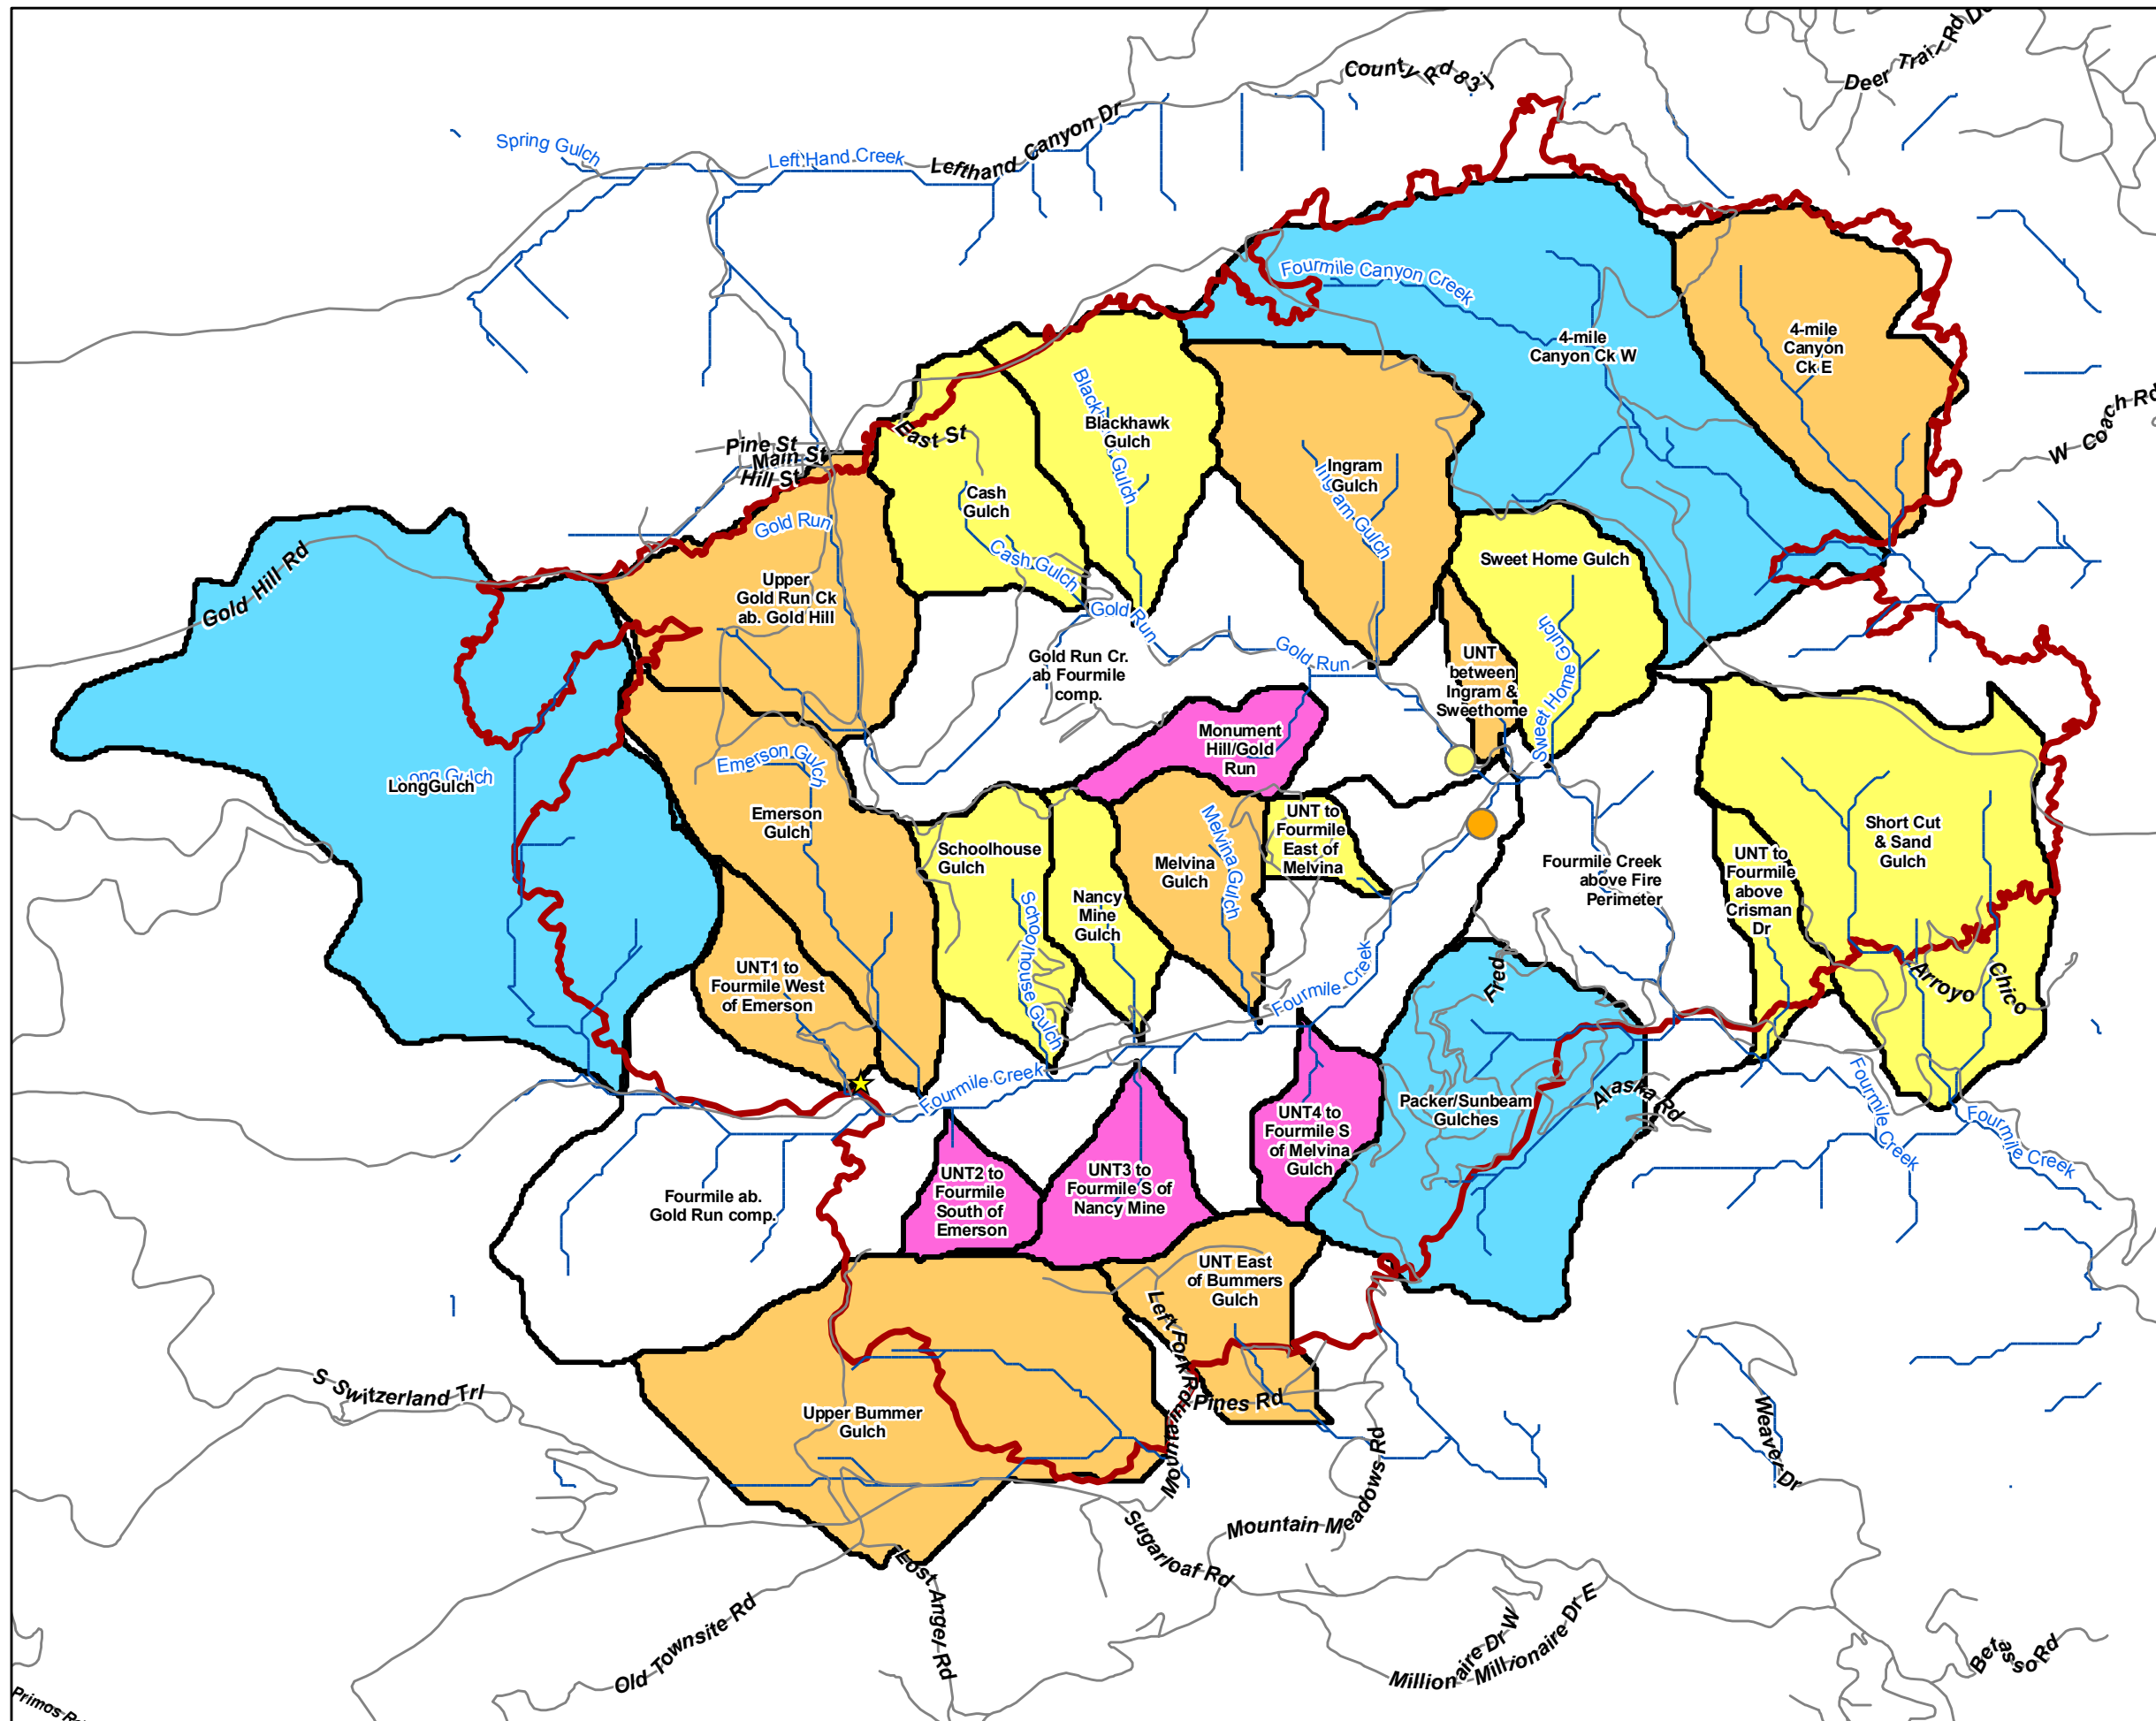 County Rd 83j
Deer Trail Rd
Lefthand Canyon Dr
Spring Gulch
Left Hand Creek
Fourmile Canyon Creek
4-mile
Canyon Ck W
4-mile
Canyon
Ck E
W Coach Rd
Blackhawk Gulch
Blackhawk
Gulch
East St
Pine St
Main St
Hill St
Ingram
Gulch
Ingram Gulch
Cash
Gulch
Cash Gulch
Gold Run
Gold Hill Rd
Upper
Gold Run Ck
ab. Gold Hill
Sweet Home Gulch
Sweet Home Gulch
Gold Run
Gold Run
Gold Run Cr.
ab Fourmile
comp.
UNT
between
Ingram &
Sweethome
Monument
Hill/Gold
Run
Emerson Gulch
Long Gulch
LongGulch
Emerson
Gulch
Schoolhouse
Gulch
Schoolhouse Gulch
Nancy
Mine
Gulch
Melvina
Gulch
Melvina Gulch
UNT to
Fourmile
East of
Melvina
Fourmile Creek
above Fire
Perimeter
UNT to
Fourmile
above
Crisman
Dr
Short Cut
& Sand
Gulch
UNT1 to
Fourmile West
of Emerson
Fourmile Creek
Fourmile Creek
Fred
Arroyo
Chico
Packer/Sunbeam
Gulches
Alaska Rd
Fourmile Creek
Fourmile Creek
UNT4 to
Fourmile S
of Melvina
Gulch
UNT3 to
Fourmile S of
Nancy Mine
UNT2 to
Fourmile
South of
Emerson
Fourmile ab.
Gold Run comp.
UNT East
of Bummers
Gulch
Left Fork Rd
Mountain Pines Rd
Upper Bummer
Gulch
S Switzerland Trl
Weaver Dr
Mountain Meadows Rd
Sugarloaf Rd
Lost Angel Rd
Old Townsite Rd
Millionaire Dr W
Millionaire Dr E
Betasso Rd
Primos